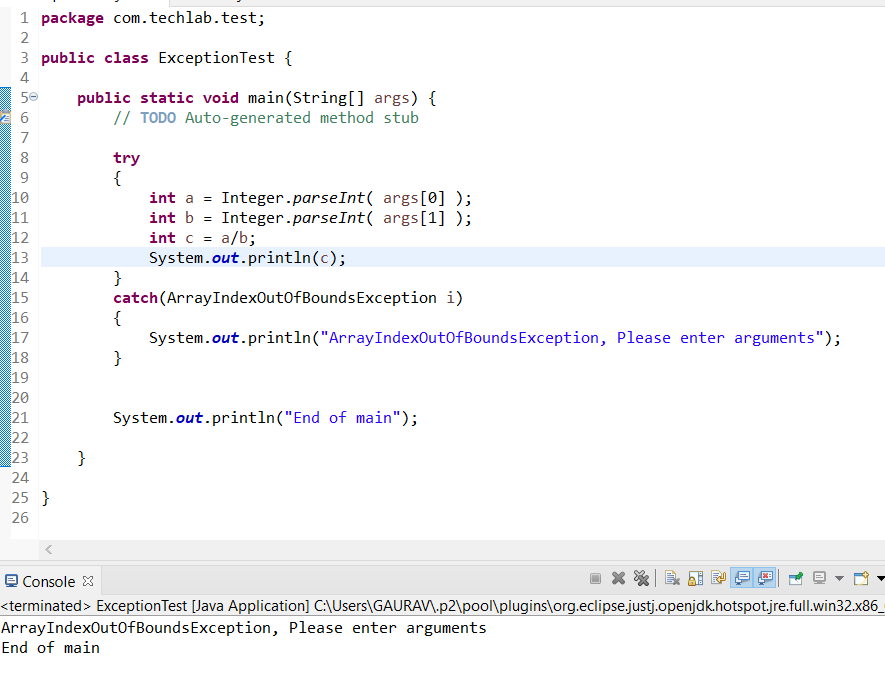 1 package com.techlab.test;
2
3 public class ExceptionTest {
4
5 public static void main(String[] args) {
6 // TODO Auto-generated method stub
7
8 try
9 {
10 int a = Integer.parseInt( args[0] );
11 int b = Integer.parseInt( args[1] );
12 int c = a/b;
13 System.out.println(c);
14 }
15 catch(ArrayIndexOutOfBoundsException i)
16 {
17 System.out.println("ArrayIndexOutOfBoundsException, Please enter arguments");
18 }
19
20
21 System.out.println("End of main");
22
23 }
24
25 }
26
Console
<terminated> ExceptionTest [Java Application] C:\Users\GAURAV\.p2\pool\plugins\org.eclipse.justj.openjdk.hotspot.jre.full.win32.x86_
ArrayIndexOutOfBoundsException, Please enter arguments
End of main